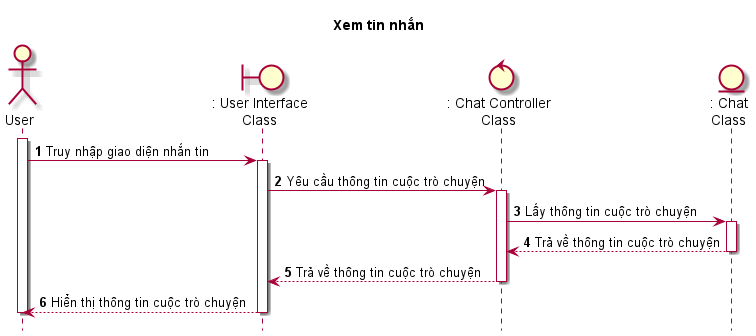 Xem tin nhắn
User
: User Interface
Class
: Chat Controller
Class
: Chat
Class
1 Truy nhập giao diện nhắn tin
2 Yêu cầu thông tin cuộc trò chuyện
3 Lấy thông tin cuộc trò chuyện
4 Trả về thông tin cuộc trò chuyện
5 Trả về thông tin cuộc trò chuyện
6 Hiển thị thông tin cuộc trò chuyện